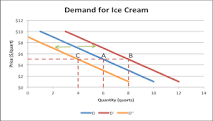 Demand for Ice Cream
$12
$10
$8
$6
$4
$2
$0
Price ($/quart)
C A B
0 2 4 6 8 10 12 14
Quantity (quarts)
D D' D"